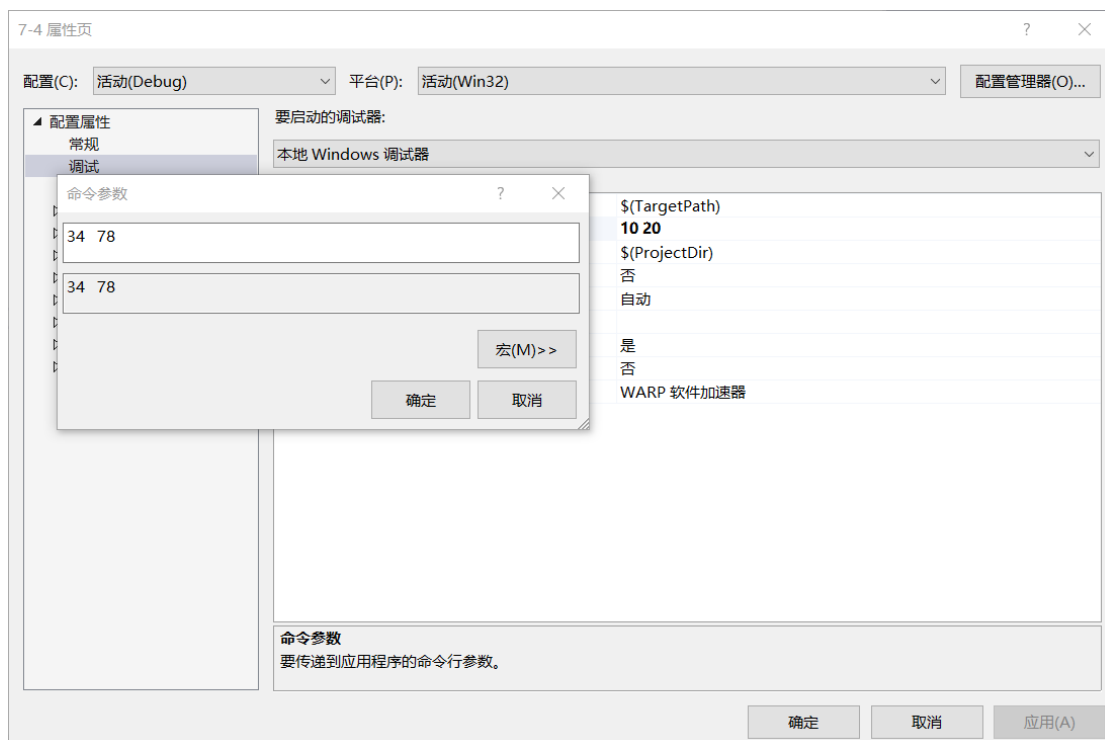 7-4 属性页
配置(C): 活动(Debug) 平台(P): 活动(Win32) 配置管理器(O)...
配置属性
常规
调试
要启动的调试器:
本地 Windows 调试器
命令参数
34 78
34 78
宏(M)>>
确定 取消
$(TargetPath)
10 20
$(ProjectDir)
否
自动
是
否
WARP 软件加速器
命令参数
要传递到应用程序的命令行参数。
确定 取消 应用(A)